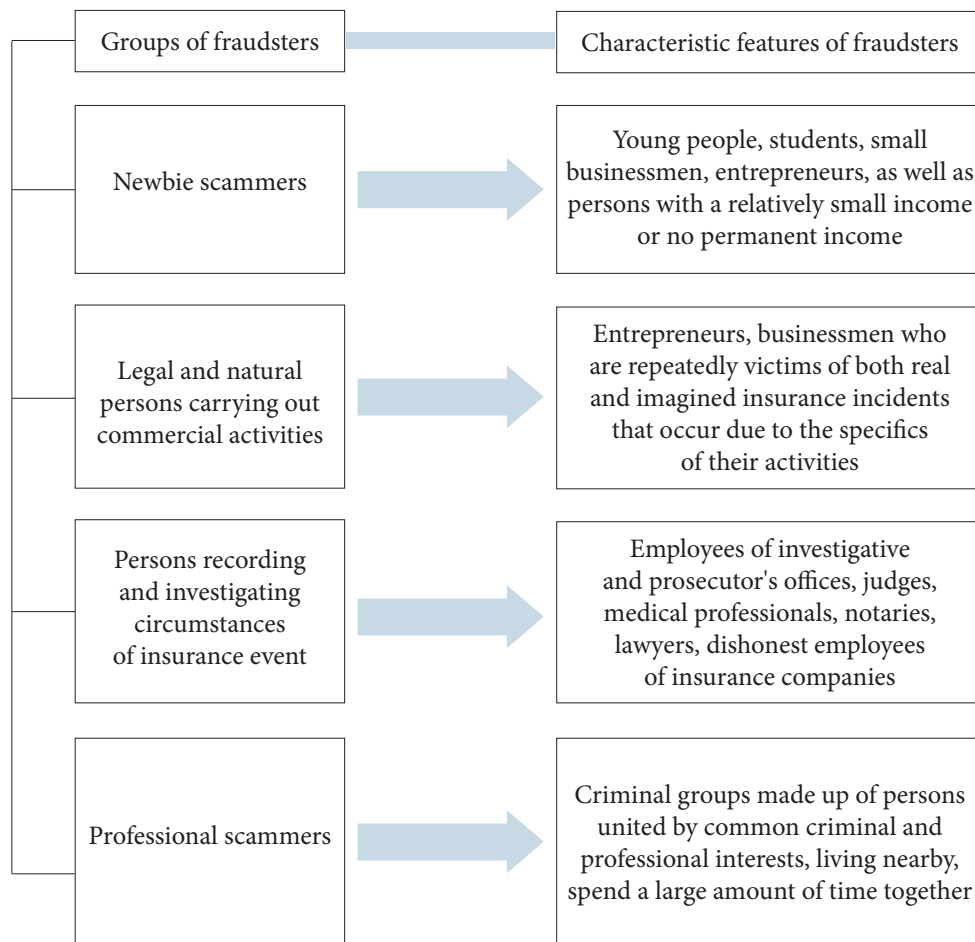 Groups of fraudsters
Characteristic features of fraudsters
Newbie scammers
Young people, students, small
businessmen, entrepreneurs, as well as
persons with a relatively small income
or no permanent income
Legal and natural
persons carrying out
commercial activities
Entrepreneurs, businessmen who
are repeatedly victims of both real
and imagined insurance incidents
that occur due to the specifics
of their activities
Persons recording
and investigating
circumstances
of insurance event
Employees of investigative
and prosecutor's offices, judges,
medical professionals, notaries,
lawyers, dishonest employees
of insurance companies
Professional scammers
Criminal groups made up of persons
united by common criminal and
professional interests, living nearby,
spend a large amount of time together